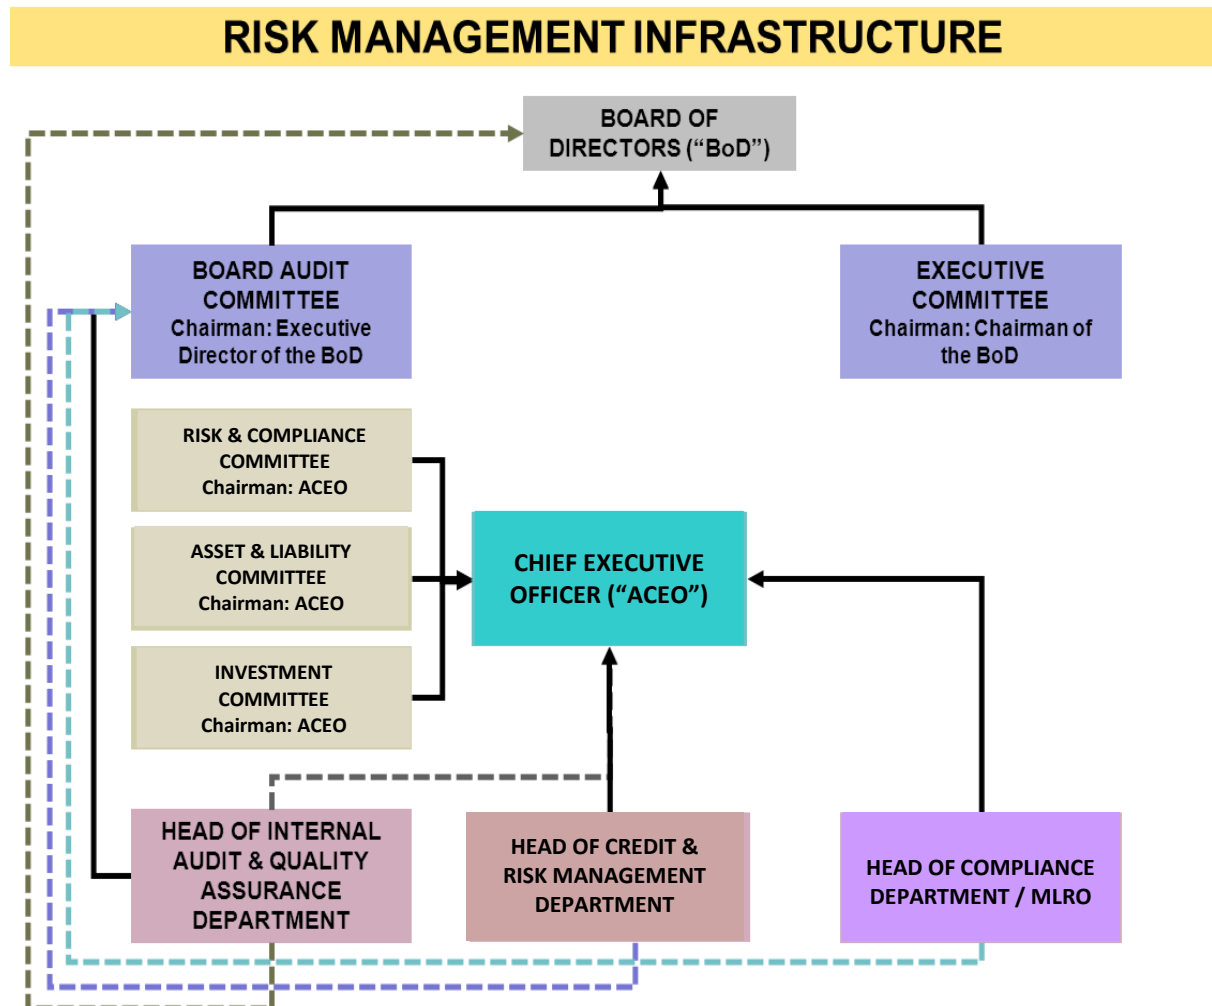 RISK MANAGEMENT INFRASTRUCTURE
BOARD OF
DIRECTORS (“BoD”)
BOARD AUDIT
COMMITTEE
Chairman: Executive
Director of the BoD
EXECUTIVE
COMMITTEE
Chairman: Chairman of
the BoD
RISK & COMPLIANCE
COMMITTEE
Chairman: ACEO
ASSET & LIABILITY
COMMITTEE
Chairman: ACEO
CHIEF EXECUTIVE
OFFICER (“ACEO”)
INVESTMENT
COMMITTEE
Chairman: ACEO
HEAD OF INTERNAL
AUDIT & QUALITY
ASSURANCE
DEPARTMENT
HEAD OF CREDIT &
RISK MANAGEMENT
DEPARTMENT
HEAD OF COMPLIANCE
DEPARTMENT / MLRO